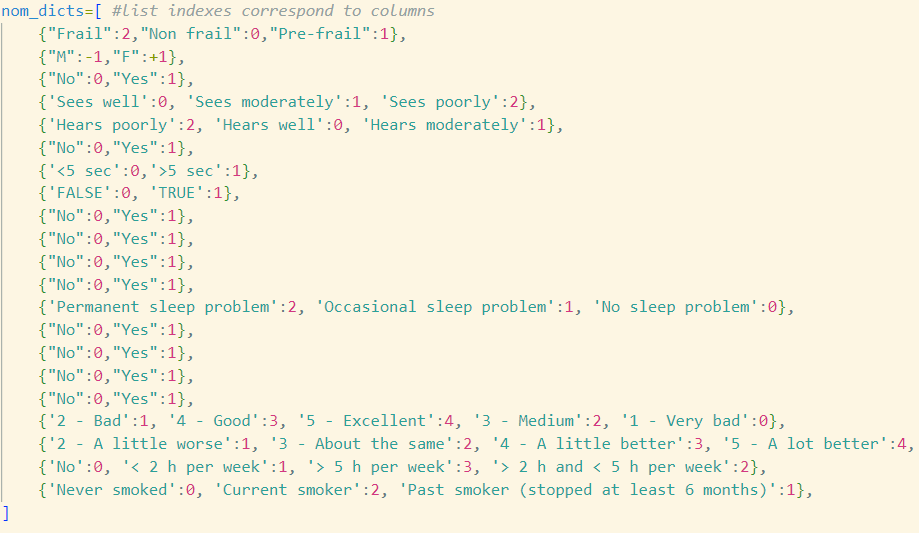 nom_dicts=[ #list indexes correspond to columns
    {"Frail":2,"Non frail":0,"Pre-frail":1},
    {"M":-1,"F":+1},
    {"No":0,"Yes":1},
    {'Sees well':0, 'Sees moderately':1, 'Sees poorly':2},
    {'Hears poorly':2, 'Hears well':0, 'Hears moderately':1},
    {"No":0,"Yes":1},
    {'<5 sec':0,'>5 sec':1},
    {'FALSE':0, 'TRUE':1},
    {"No":0,"Yes":1},
    {"No":0,"Yes":1},
    {"No":0,"Yes":1},
    {"No":0,"Yes":1},
    {'Permanent sleep problem':2, 'Occasional sleep problem':1, 'No sleep problem':0},
    {"No":0,"Yes":1},
    {"No":0,"Yes":1},
    {"No":0,"Yes":1},
    {"No":0,"Yes":1},
    {'2 - Bad':1, '4 - Good':3, '5 - Excellent':4, '3 - Medium':2, '1 - Very bad':0},
    {'2 - A little worse':1, '3 - About the same':2, '4 - A little better':3, '5 - A lot better':4,
    {'No':0, '< 2 h per week':1, '> 5 h per week':3, '> 2 h and < 5 h per week':2},
    {'Never smoked':0, 'Current smoker':2, 'Past smoker (stopped at least 6 months)':1},
]